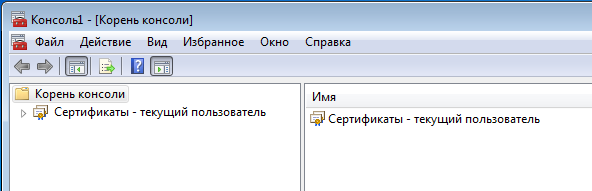 Консоль1 - [Корень консоли]
Файл Действие Вид Избранное Окно Справка
Корень консоли
Сертификаты - текущий пользователь
Имя
Сертификаты - текущий пользователь